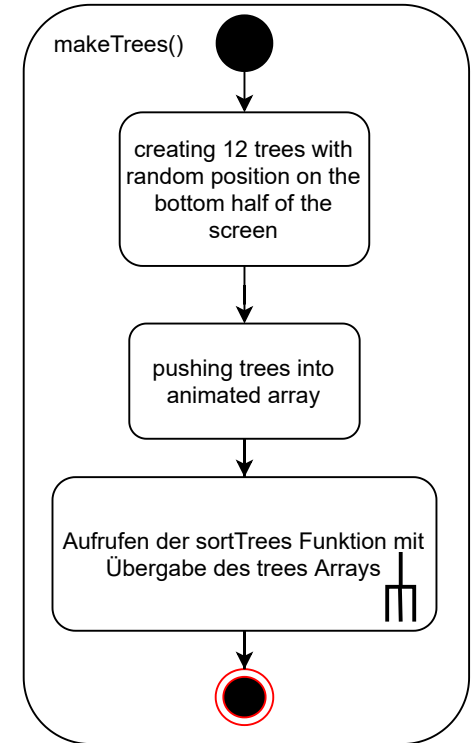 makeTrees()
creating 12 trees with
random position on the
bottom half of the
screen
pushing trees into
animated array
Aufrufen der sortTrees Funktion mit
Übergabe des trees Arrays